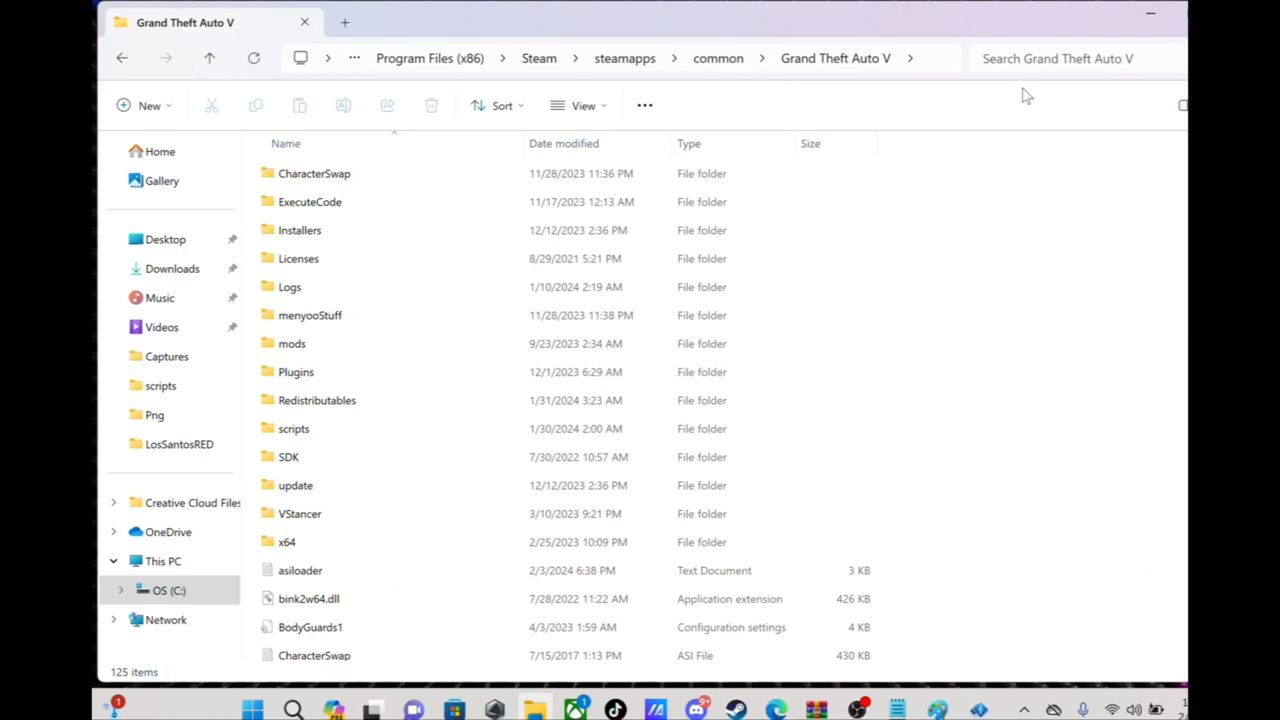 Grand Theft Auto V
Program Files (x86) Steam steamapps common Grand Theft Auto V Search Grand Theft Auto V
New Sort View
Name Date modified Type Size
Home
Gallery
Desktop
Downloads
Music
Videos
Captures
scripts
Png
LosSantosRED
Creative Cloud Files
OneDrive
This PC
OS (C:)
Network
CharacterSwap 11/28/2023 11:36 PM File folder
ExecuteCode 11/17/2023 12:13 AM File folder
Installers 12/12/2023 2:36 PM File folder
Licenses 8/29/2021 5:21 PM File folder
Logs 1/10/2024 2:19 AM File folder
menyooStuff 11/28/2023 11:38 PM File folder
mods 9/23/2023 2:34 AM File folder
Plugins 12/1/2023 6:29 AM File folder
Redistributables 1/31/2024 3:23 AM File folder
scripts 1/30/2024 2:00 AM File folder
SDK 7/30/2022 10:57 AM File folder
update 12/12/2023 2:36 PM File folder
VStancer 3/10/2023 9:21 PM File folder
x64 2/25/2023 10:09 PM File folder
asiloader 2/3/2024 6:38 PM Text Document 3 KB
bink2w64.dll 7/28/2022 11:22 AM Application extension 426 KB
BodyGuards1 4/3/2023 1:59 AM Configuration settings 4 KB
CharacterSwap 7/15/2017 1:13 PM ASI File 430 KB
125 items
1 1 9+